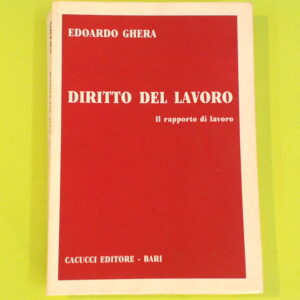 EDOARDO GHERA
DIRITTO DEL LAVORO
Il rapporto di lavoro
CACUCCI EDITORE - BARI